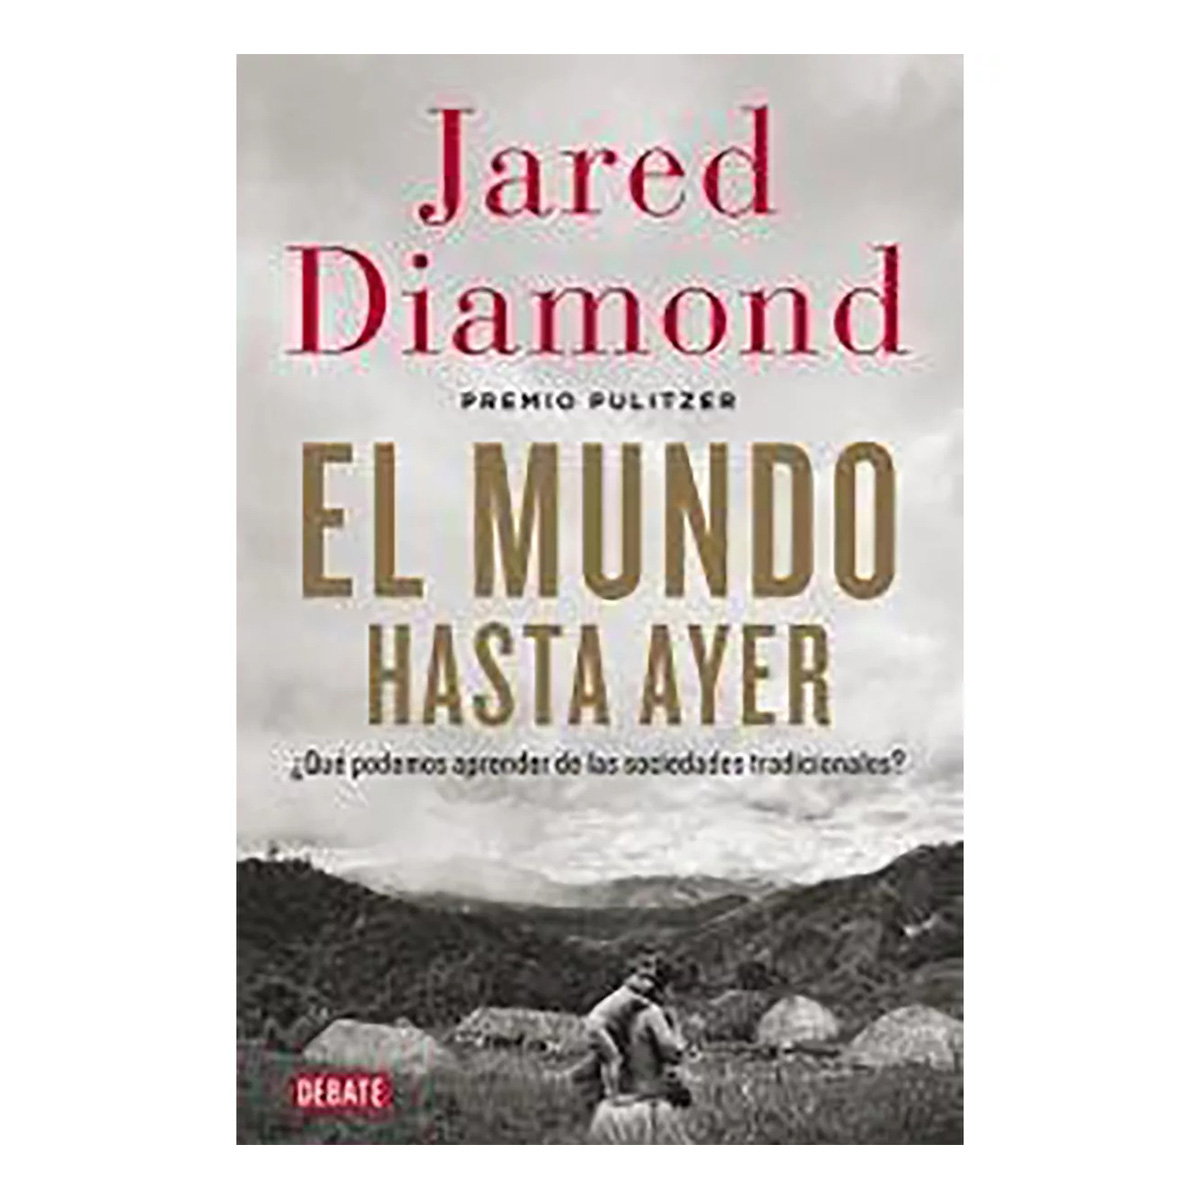 Jared
Diamond
PREMIO PULITZER
EL MUNDO
HASTA AYER
¿Qué podemos aprender de las sociedades tradicionales?
DEBATE